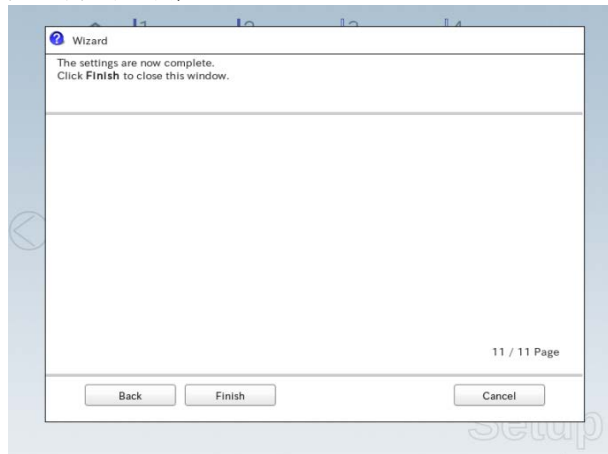 Wizard
The settings are now complete.
Click Finish to close this window.
11 / 11 Page
Back
Finish
Cancel
Setup